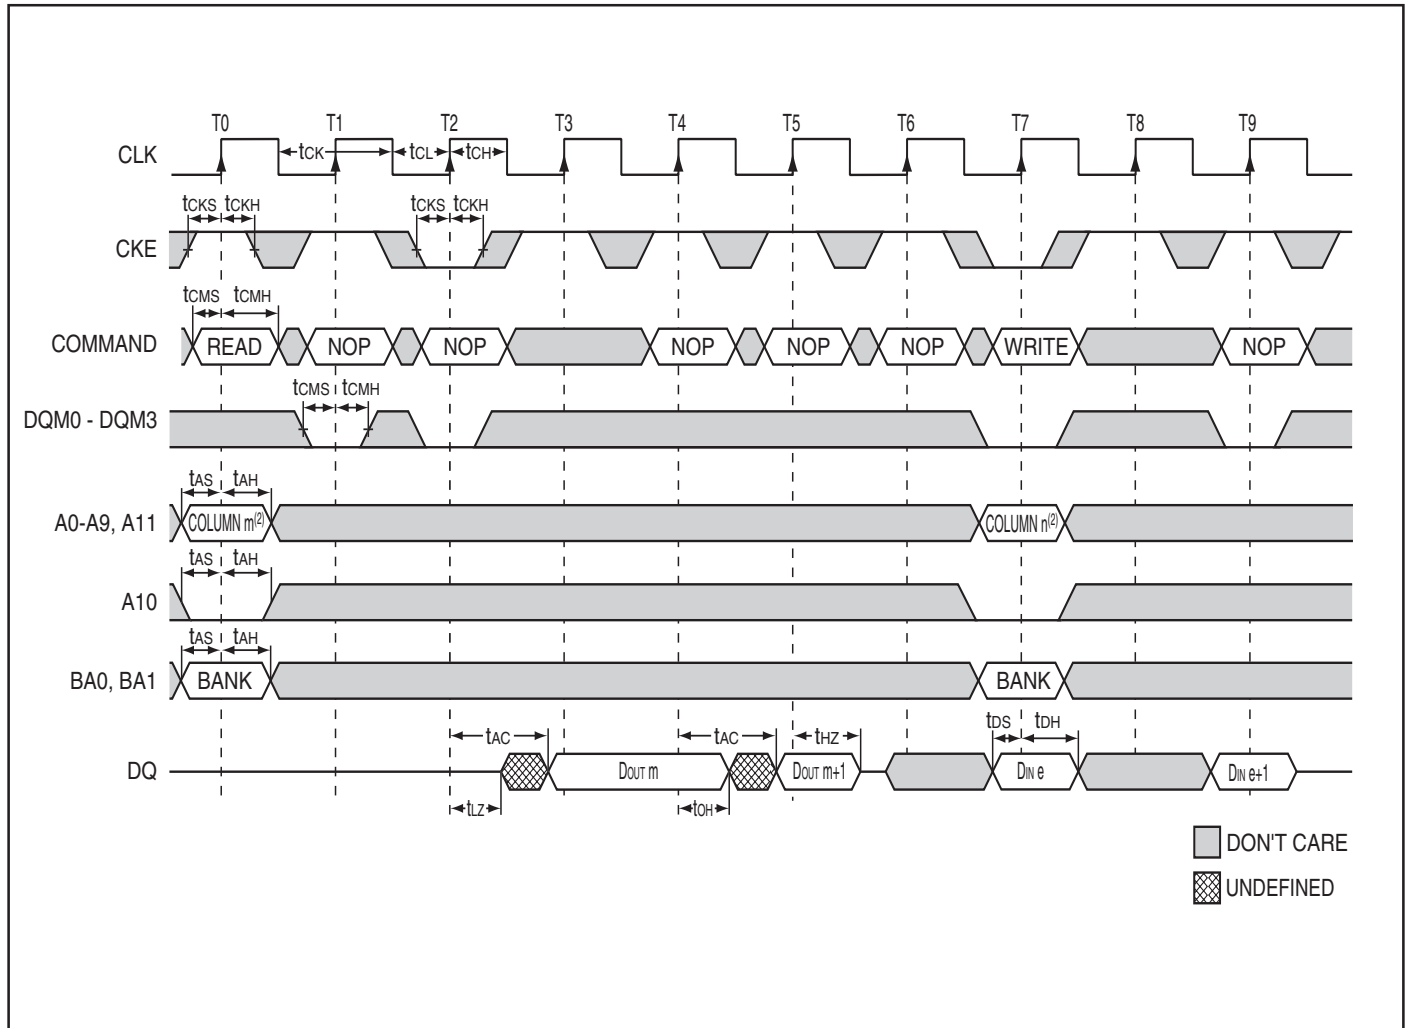 T0 T1 T2 T3 T4 T5 T6 T7 T8 T9
CLK tCK tCL tCH
tCKS tCKH tCKS tCKH
CKE
tCMS tCMH
COMMAND READ NOP NOP NOP NOP NOP WRITE NOP
tCMS tCMH
DQM0 - DQM3
tAS tAH
A0-A9, A11 COLUMN m(2) COLUMN n(2)
tAS tAH
A10
tAS tAH
BA0, BA1 BANK BANK
tAC tAC tHZ tDS tDH
DQ DOUT m DOUT m+1 DIN e DIN e+1
tLZ tOH
DON'T CARE
UNDEFINED